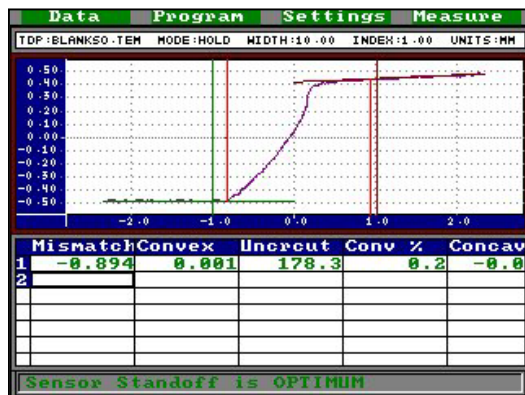 Data Program Settings Measure
TDP:BLANKSO.TEM MODE:HOLD WIDTH:10.00 INDEX:1.00 UNITS:MM
0.50
0.40
0.30
0.20
0.10
0.00
-0.10
-0.20
-0.30
-0.40
-0.50
-2.0 -1.0 0.0 1.0 2.0
Mismatch Convex Uncrcut Conv % Concav
1 -0.894 0.001 178.3 0.2 -0.0
2
Sensor Standoff is OPTIMUM